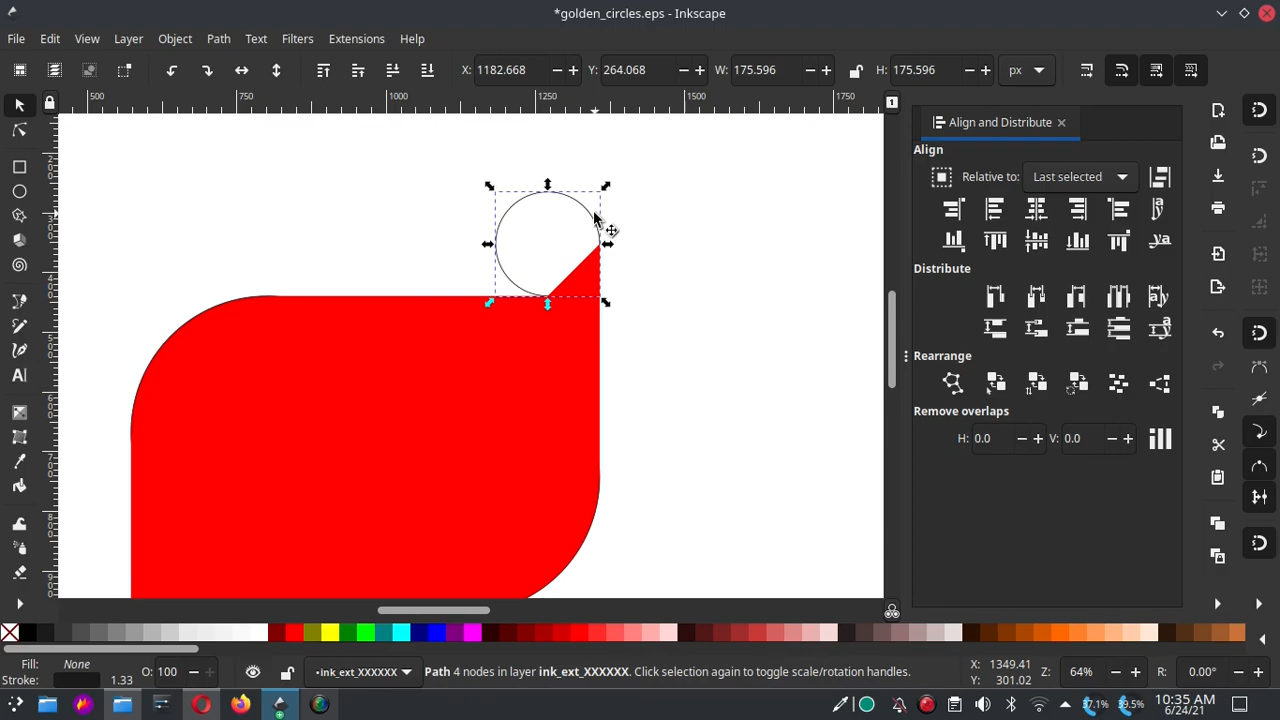 *golden_circles.eps - Inkscape
File Edit View Layer Object Path Text Filters Extensions Help
X: 1182.668 Y: 264.068 W: 175.596 H: 175.596 px
500 750 1000 1250 1500 1750
Align and Distribute
Align
Relative to: Last selected
Distribute
Rearrange
Remove overlaps
H: 0.0 V: 0.0
Fill: None
Stroke: 1.33
O: 100
•ink_ext_XXXXXX
Path 4 nodes in layer ink_ext_XXXXXX. Click selection again to toggle scale/rotation handles.
X: 1349.41
Y: 301.02
Z: 64%
R: 0.00°
37.1% 39.5%
10:35 AM
6/24/21